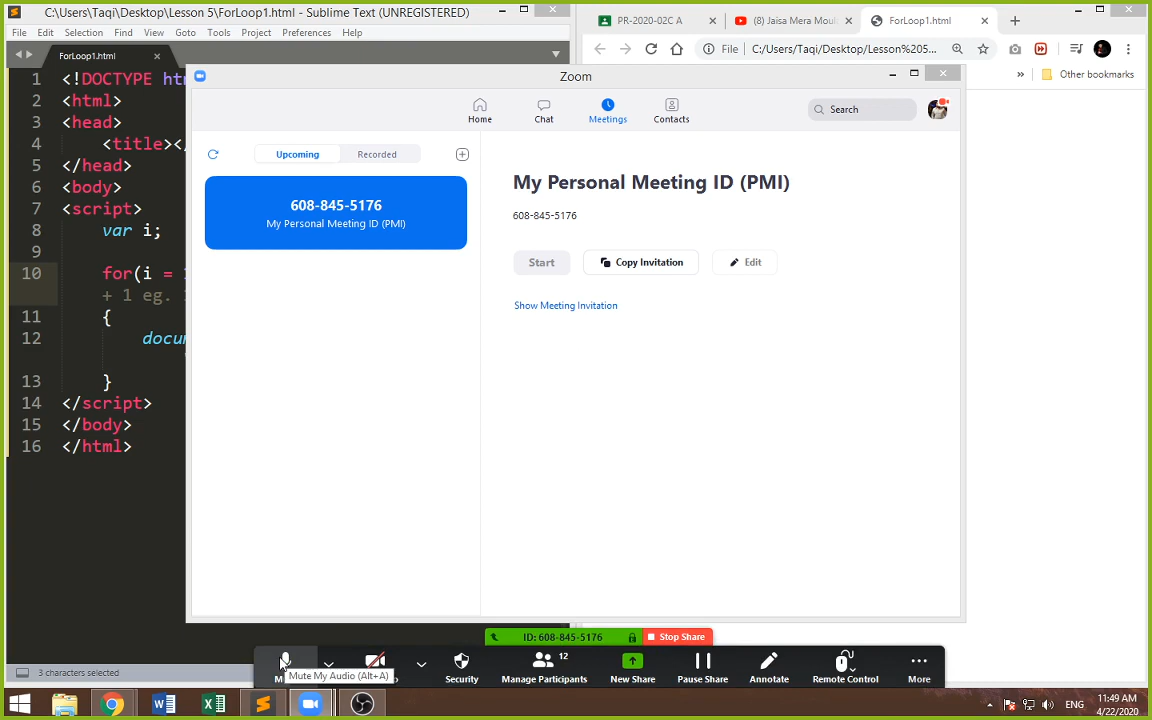 C:\Users\Taqi\Desktop\Lesson 5\ForLoop1.html - Sublime Text (UNREGISTERED)
File Edit Selection Find View Goto Tools Project Preferences Help
ForLoop1.html
1 <!DOCTYPE
2 <html>
3 <head>
4 <title></
5 </head>
6 <body>
7 <script>
8 var i;
9
10 for(i =
+ 1 eg.
11 {
12
13 }
14 </script>
15 </body>
16 </html>
3 characters selected
PR-2020-02C A
(8) Jaisa Mera
ForLoop1.html
File C:/Users/Taqi/Desktop/Lesson%205...
» Other bookmarks
Zoom
Home Chat Meetings Contacts
Search
Upcoming Recorded
608-845-5176
My Personal Meeting ID (PMI)
My Personal Meeting ID (PMI)
608-845-5176
Start Copy Invitation Edit
Show Meeting Invitation
ID: 608-845-5176 Stop Share
12
Mute My Audio (Alt+A)
Security Manage Participants New Share Pause Share Annotate Remote Control More
ENG
11:49 AM
4/22/2020